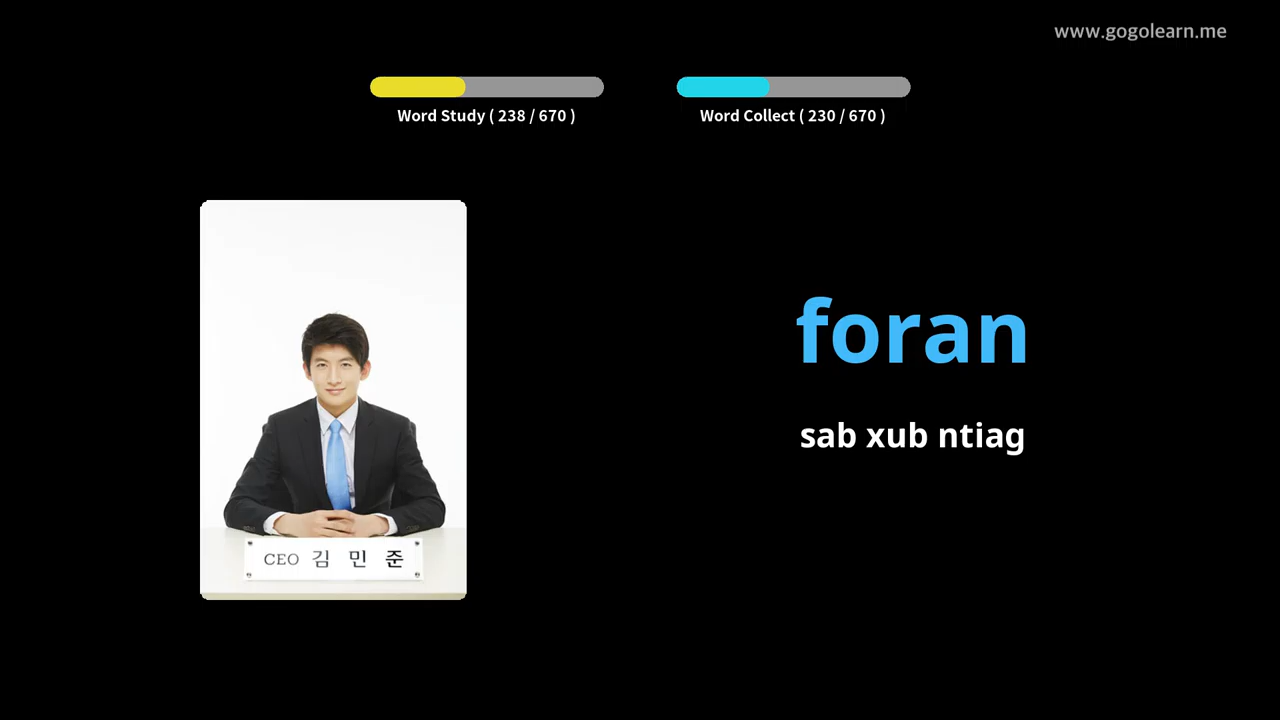 www.gogolearn.me
Word Study ( 238 / 670 )
Word Collect ( 230 / 670 )
foran
sab xub ntiag
CEO 김 민 준